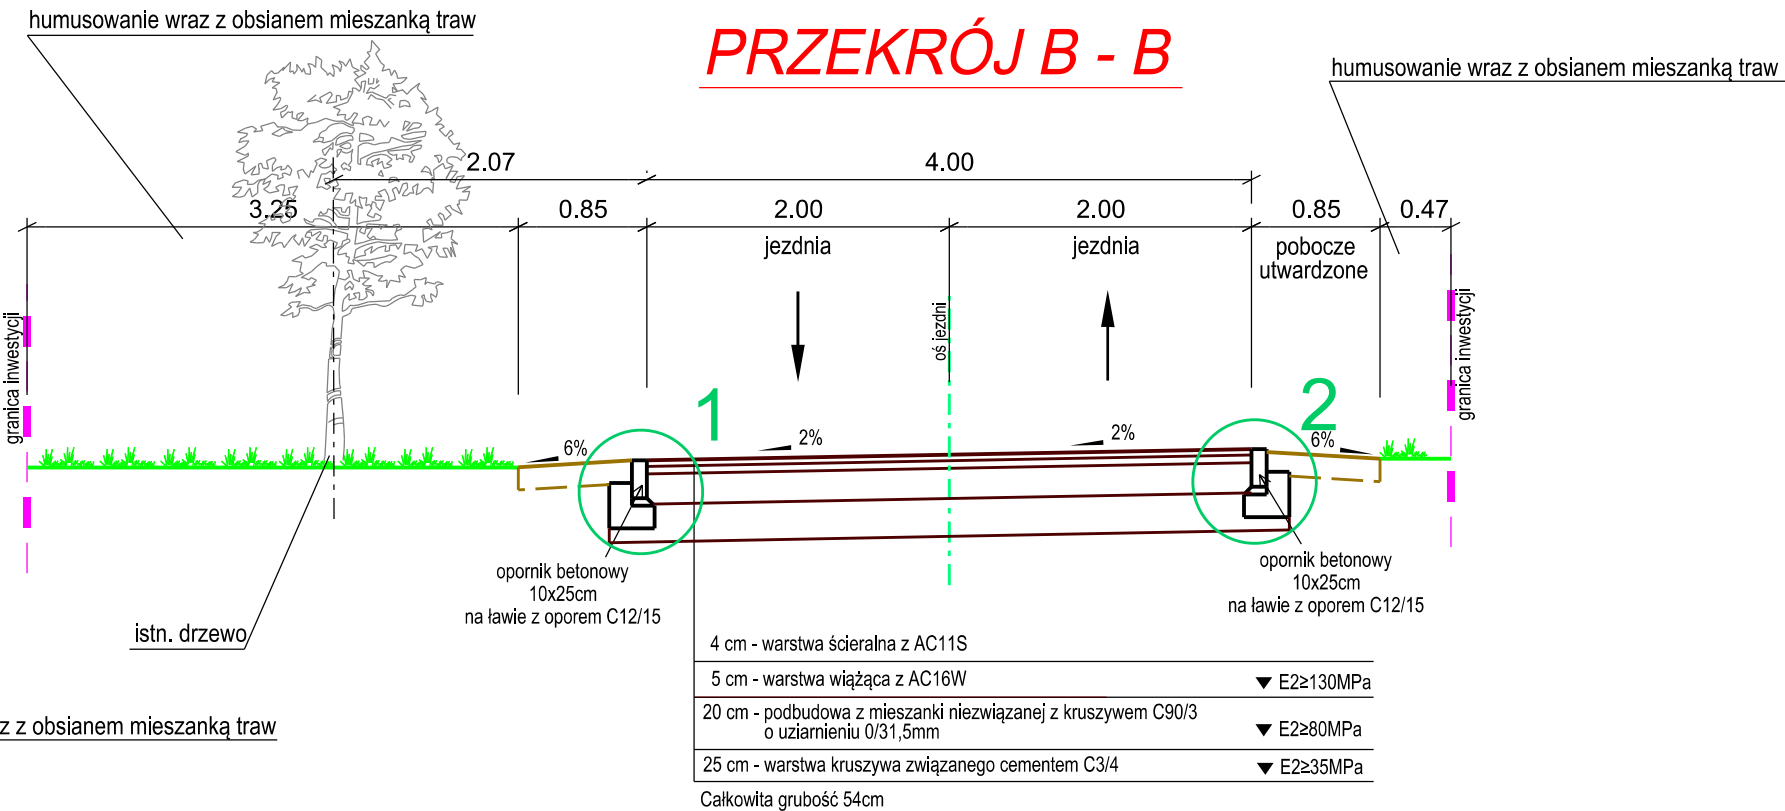 humusowanie wraz z obsianem mieszanką traw
PRZEKRÓJ B - B
humusowanie wraz z obsianem mieszanką traw
2.07
4.00
3.25
0.85
2.00
2.00
0.85
0.47
jezdnia
jezdnia
pobocze
utwardzone
granica inwestycji
oś jezdni
granica inwestycji
1
2
6%
2%
2%
6%
opornik betonowy
10x25cm
na ławie z oporem C12/15
opornik betonowy
10x25cm
na ławie z oporem C12/15
istn. drzewo
4 cm - warstwa ścieralna z AC11S
5 cm - warstwa wiążąca z AC16W
E2≥130MPa
20 cm - podbudowa z mieszanki niezwiązanej z kruszywem C90/3
o uziarnieniu 0/31,5mm
E2≥80MPa
25 cm - warstwa kruszywa związanego cementem C3/4
E2≥35MPa
Całkowita grubość 54cm
z z obsianem mieszanką traw